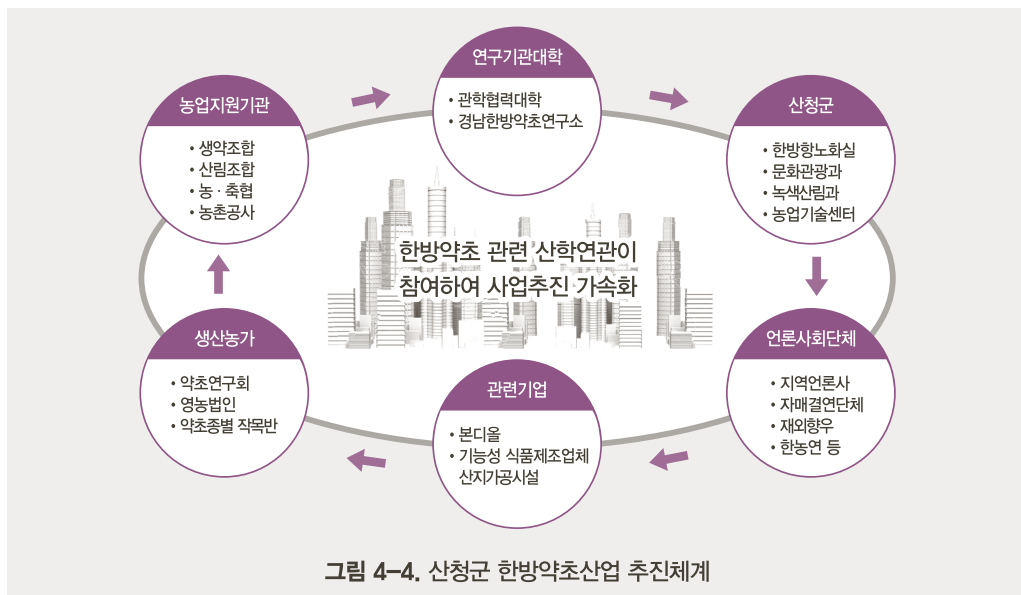 연구기관대학
• 관학협력대학
• 경남한방약초연구소
농업지원기관
• 생약조합
• 산림조합
• 농 · 축협
• 농촌공사
산청군
• 한방항노화실
• 문화관광과
• 녹색산림과
• 농업기술센터
한방약초 관련 산학연관이
참여하여 사업추진 가속화
생산농가
• 약초연구회
• 영농법인
• 약초종별 작목반
관련기업
• 본디올
• 기능성 식품제조업체
산지가공시설
언론사회단체
• 지역언론사
• 자매결연단체
• 재외향우
• 한농연 등
그림 4-4. 산청군 한방약초산업 추진체계